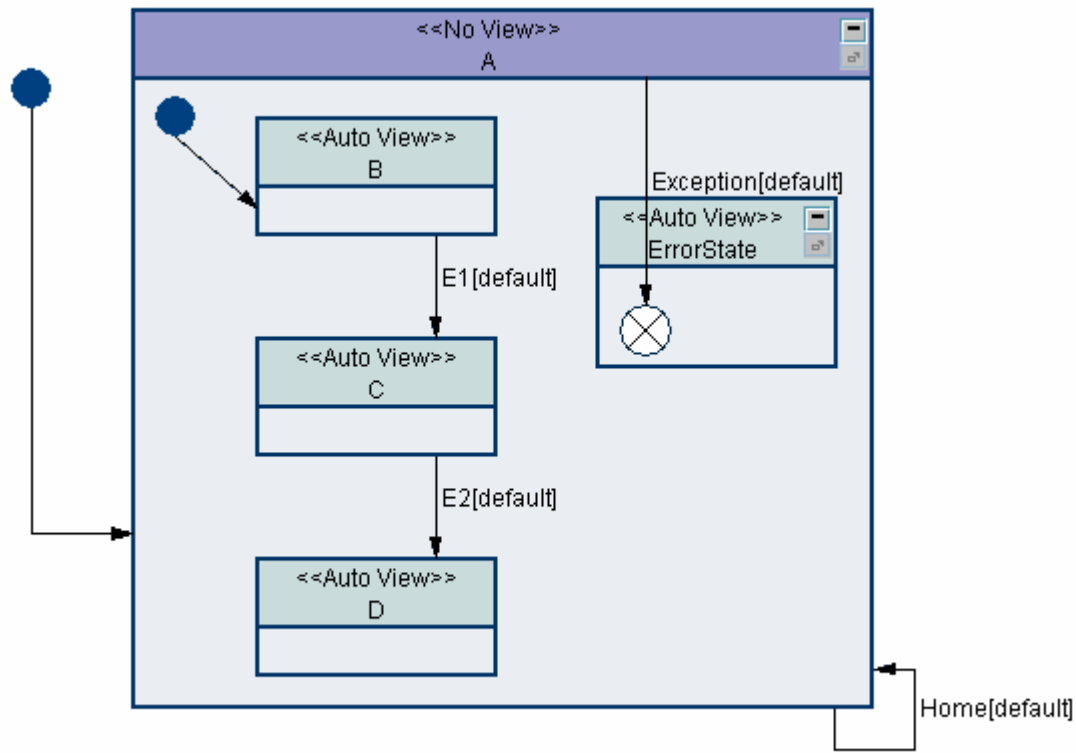 <<No View>>
A
<<Auto View>>
B
Exception[default]
<<Auto View>>
ErrorState
E1[default]
<<Auto View>>
C
E2[default]
<<Auto View>>
D
Home[default]